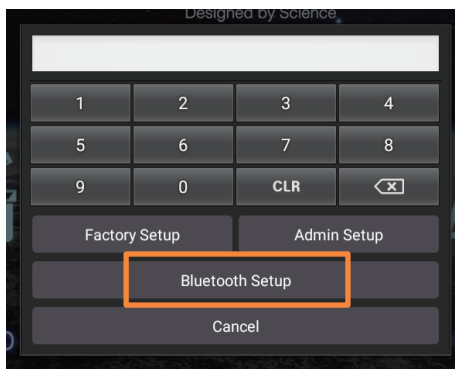 Designed by Science
1 2 3 4
5 6 7 8
9 0 CLR
Factory Setup Admin Setup
Bluetooth Setup
Cancel